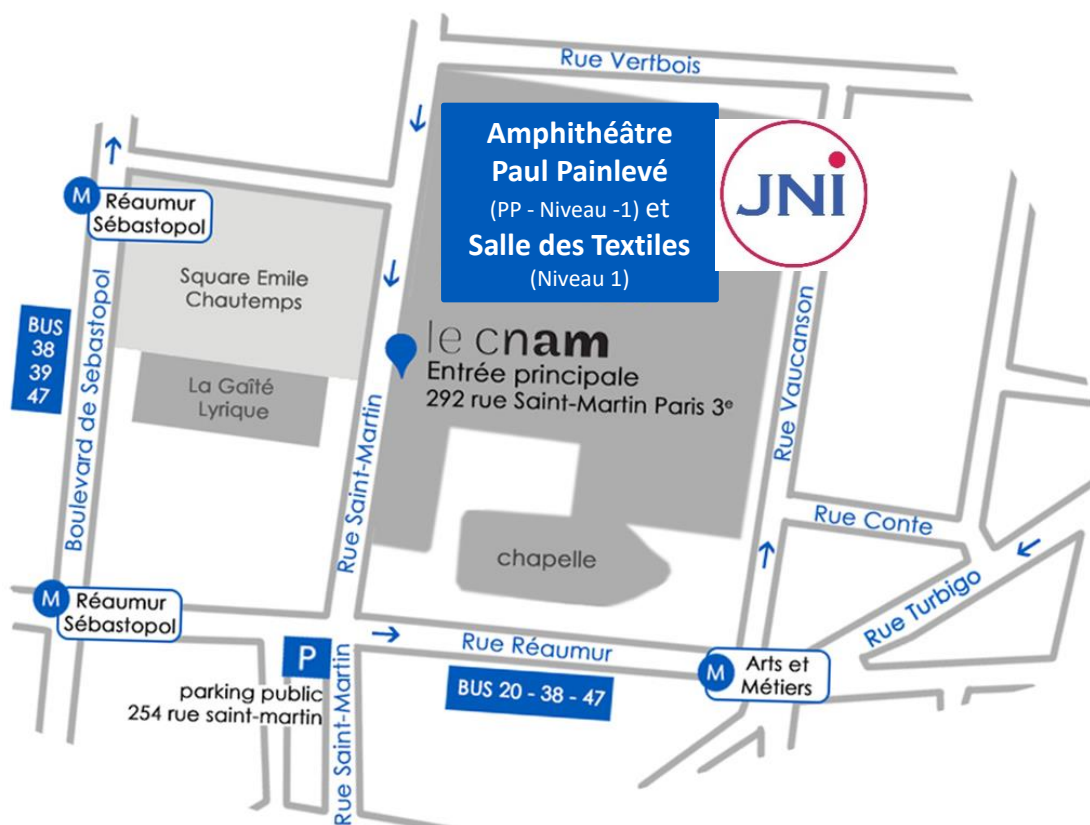 Rue Vertbois
Amphithéâtre
Paul Painlevé
(PP - Niveau -1) et
Salle des Textiles
(Niveau 1)
JNi
M
Réaumur
Sébastopol
Square Emile
Chautemps
BUS
38
39
47
La Gaîté
Lyrique
Boulevard de Sebastopol
Rue Saint-Martin
le cnam
Entrée principale
292 rue Saint-Martin Paris 3e
Rue Vaucanson
Rue Conte
chapelle
Rue Turbigo
M
Réaumur
Sébastopol
P
parking public
254 rue saint-martin
Rue Saint-Martin
Rue Réaumur
BUS 20 - 38 - 47
M
Arts et
Métiers